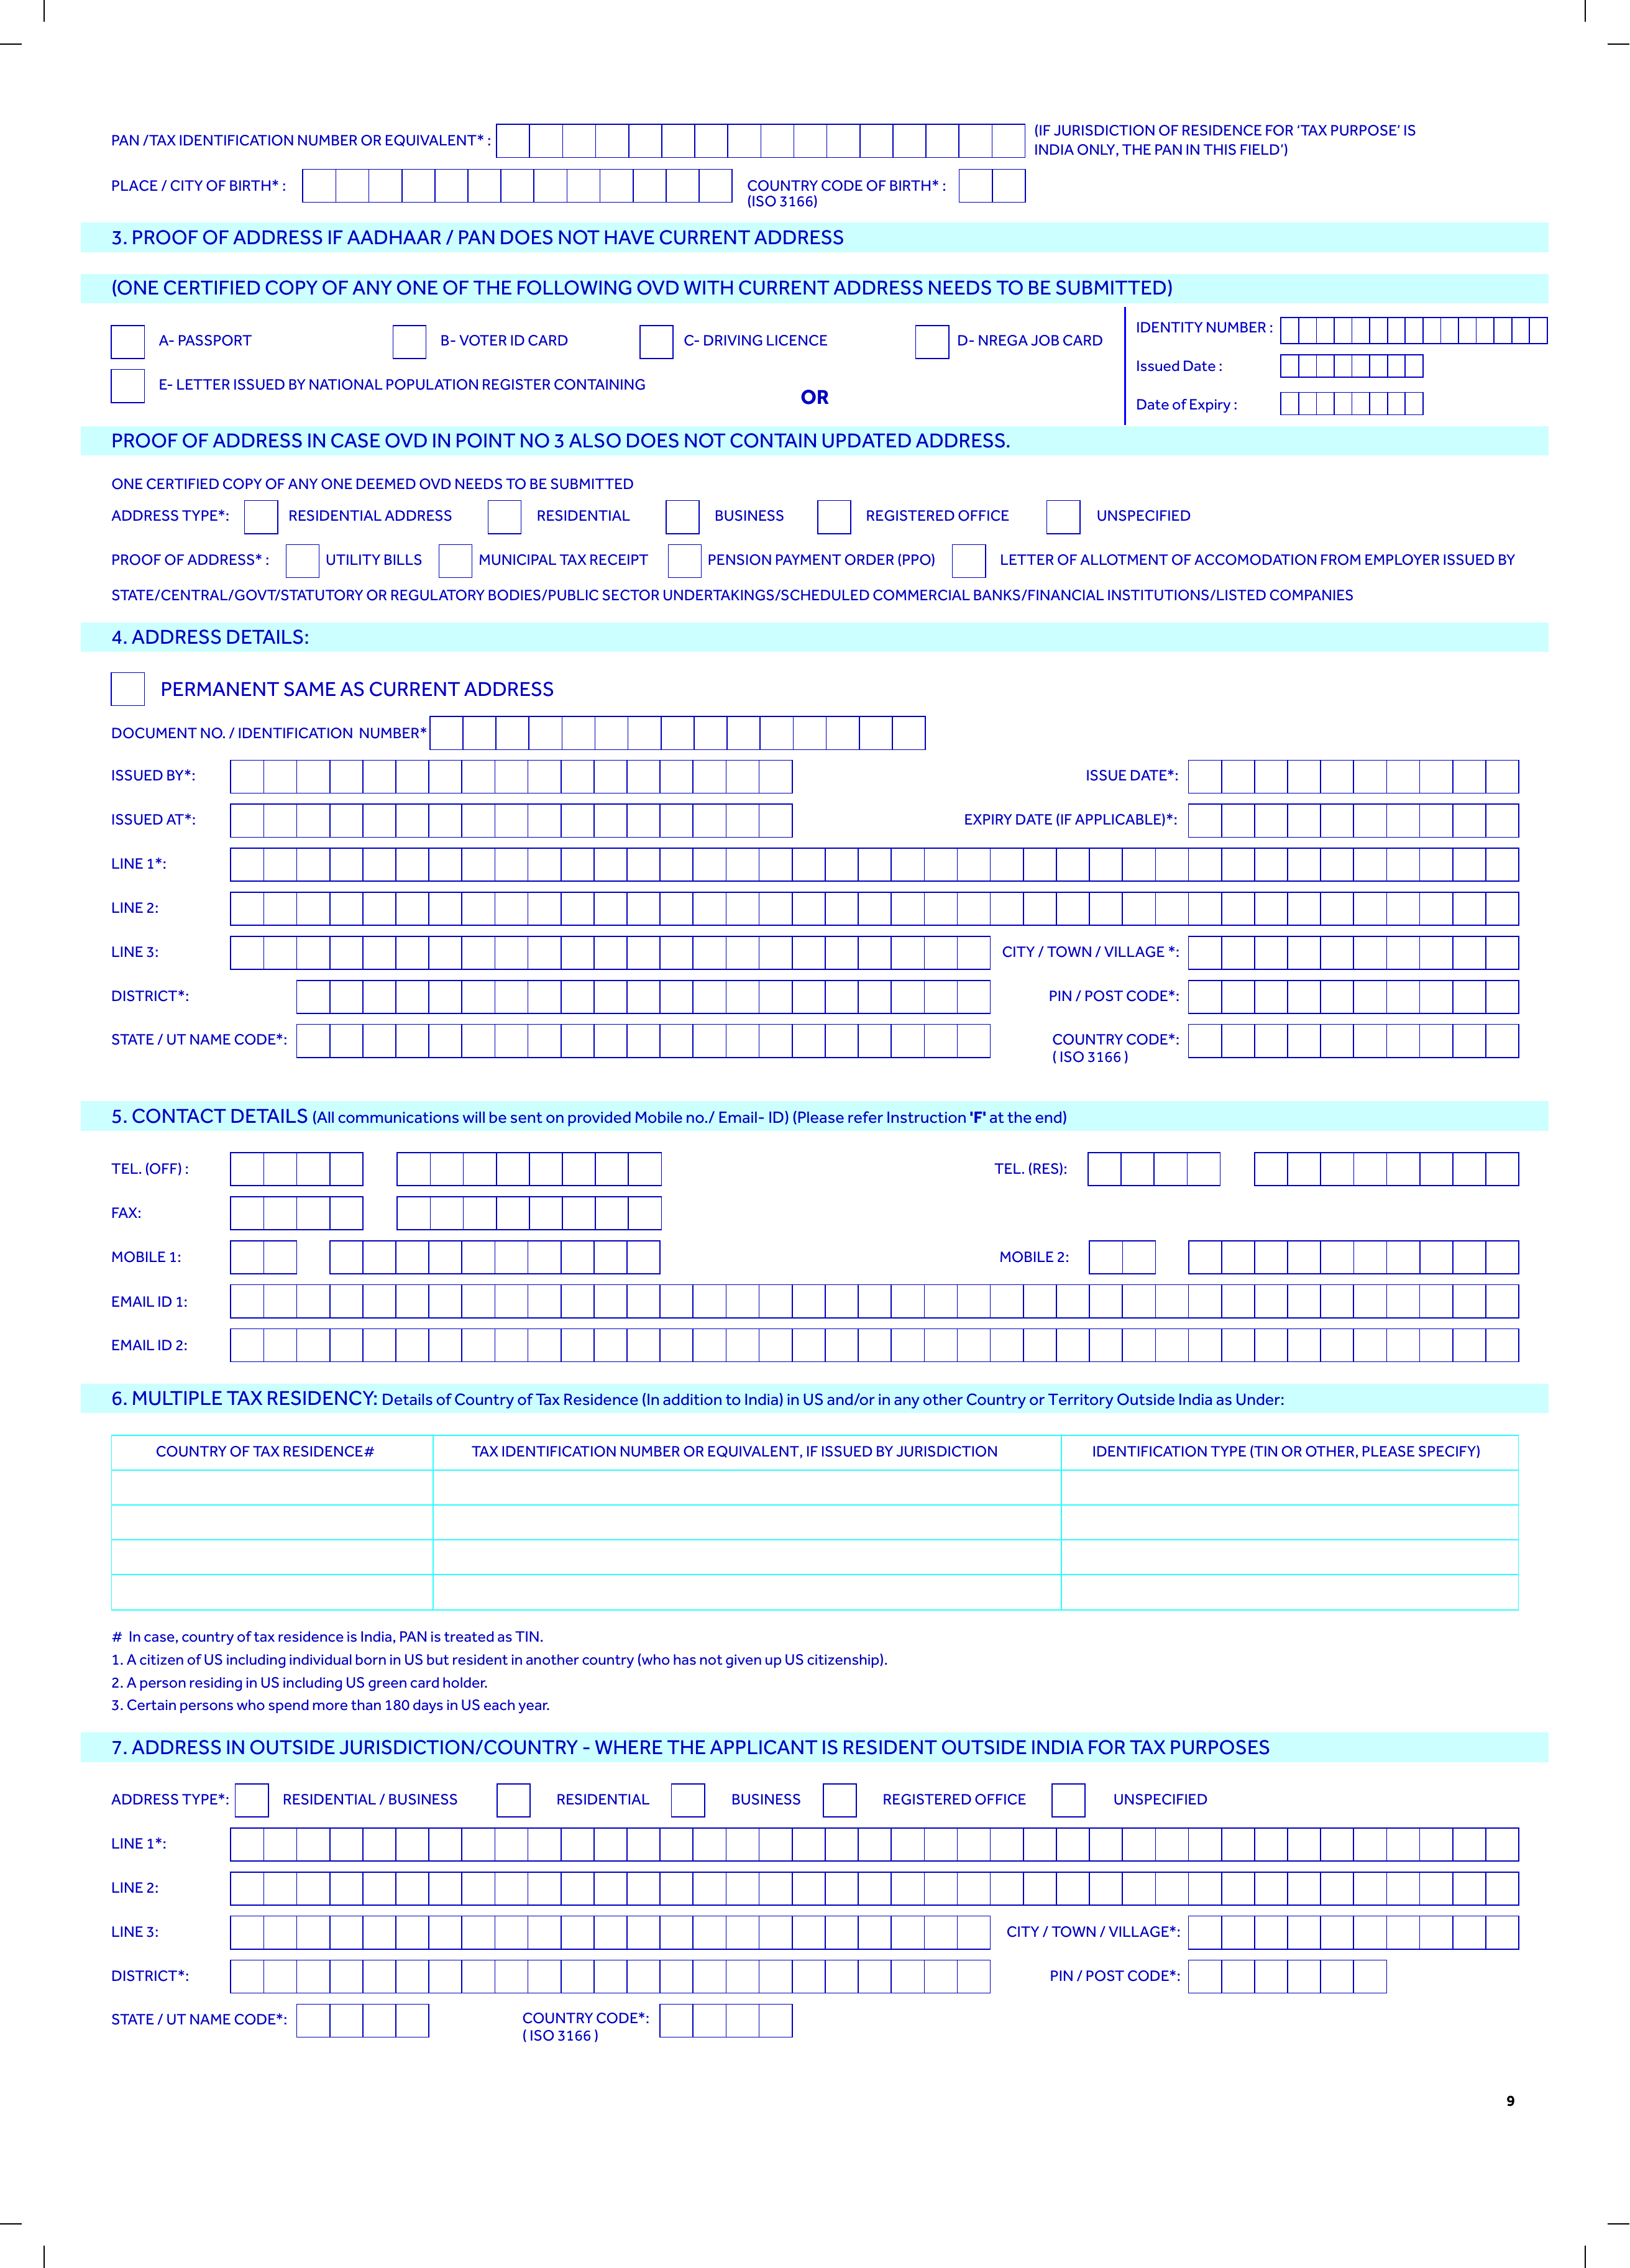 PAN /TAX IDENTIFICATION NUMBER OR EQUIVALENT* :
(IF JURISDICTION OF RESIDENCE FOR ‘TAX PURPOSE’ IS
INDIA ONLY, THE PAN IN THIS FIELD’)
PLACE / CITY OF BIRTH* :
COUNTRY CODE OF BIRTH* :
(ISO 3166)
3. PROOF OF ADDRESS IF AADHAAR / PAN DOES NOT HAVE CURRENT ADDRESS
(ONE CERTIFIED COPY OF ANY ONE OF THE FOLLOWING OVD WITH CURRENT ADDRESS NEEDS TO BE SUBMITTED)
A- PASSPORT B- VOTER ID CARD C- DRIVING LICENCE D- NREGA JOB CARD
E- LETTER ISSUED BY NATIONAL POPULATION REGISTER CONTAINING
OR
IDENTITY NUMBER :
Issued Date :
Date of Expiry :
PROOF OF ADDRESS IN CASE OVD IN POINT NO 3 ALSO DOES NOT CONTAIN UPDATED ADDRESS.
ONE CERTIFIED COPY OF ANY ONE DEEMED OVD NEEDS TO BE SUBMITTED
ADDRESS TYPE*: RESIDENTIAL ADDRESS RESIDENTIAL BUSINESS REGISTERED OFFICE UNSPECIFIED
PROOF OF ADDRESS* : UTILITY BILLS MUNICIPAL TAX RECEIPT PENSION PAYMENT ORDER (PPO) LETTER OF ALLOTMENT OF ACCOMODATION FROM EMPLOYER ISSUED BY
STATE/CENTRAL/GOVT/STATUTORY OR REGULATORY BODIES/PUBLIC SECTOR UNDERTAKINGS/SCHEDULED COMMERCIAL BANKS/FINANCIAL INSTITUTIONS/LISTED COMPANIES
4. ADDRESS DETAILS:
PERMANENT SAME AS CURRENT ADDRESS
DOCUMENT NO. / IDENTIFICATION NUMBER*
ISSUED BY*: ISSUE DATE*:
ISSUED AT*: EXPIRY DATE (IF APPLICABLE)*:
LINE 1*:
LINE 2:
LINE 3: CITY / TOWN / VILLAGE *:
DISTRICT*: PIN / POST CODE*:
STATE / UT NAME CODE*: COUNTRY CODE*:
( ISO 3166 )
5. CONTACT DETAILS (All communications will be sent on provided Mobile no./ Email- ID) (Please refer Instruction 'F' at the end)
TEL. (OFF) : TEL. (RES):
FAX:
MOBILE 1: MOBILE 2:
EMAIL ID 1:
EMAIL ID 2:
6. MULTIPLE TAX RESIDENCY: Details of Country of Tax Residence (In addition to India) in US and/or in any other Country or Territory Outside India as Under:
COUNTRY OF TAX RESIDENCE# TAX IDENTIFICATION NUMBER OR EQUIVALENT, IF ISSUED BY JURISDICTION IDENTIFICATION TYPE (TIN OR OTHER, PLEASE SPECIFY)
# In case, country of tax residence is India, PAN is treated as TIN.
1. A citizen of US including individual born in US but resident in another country (who has not given up US citizenship).
2. A person residing in US including US green card holder.
3. Certain persons who spend more than 180 days in US each year.
7. ADDRESS IN OUTSIDE JURISDICTION/COUNTRY - WHERE THE APPLICANT IS RESIDENT OUTSIDE INDIA FOR TAX PURPOSES
ADDRESS TYPE*: RESIDENTIAL / BUSINESS RESIDENTIAL BUSINESS REGISTERED OFFICE UNSPECIFIED
LINE 1*:
LINE 2:
LINE 3: CITY / TOWN / VILLAGE*:
DISTRICT*: PIN / POST CODE*:
STATE / UT NAME CODE*: COUNTRY CODE*:
( ISO 3166 )
9